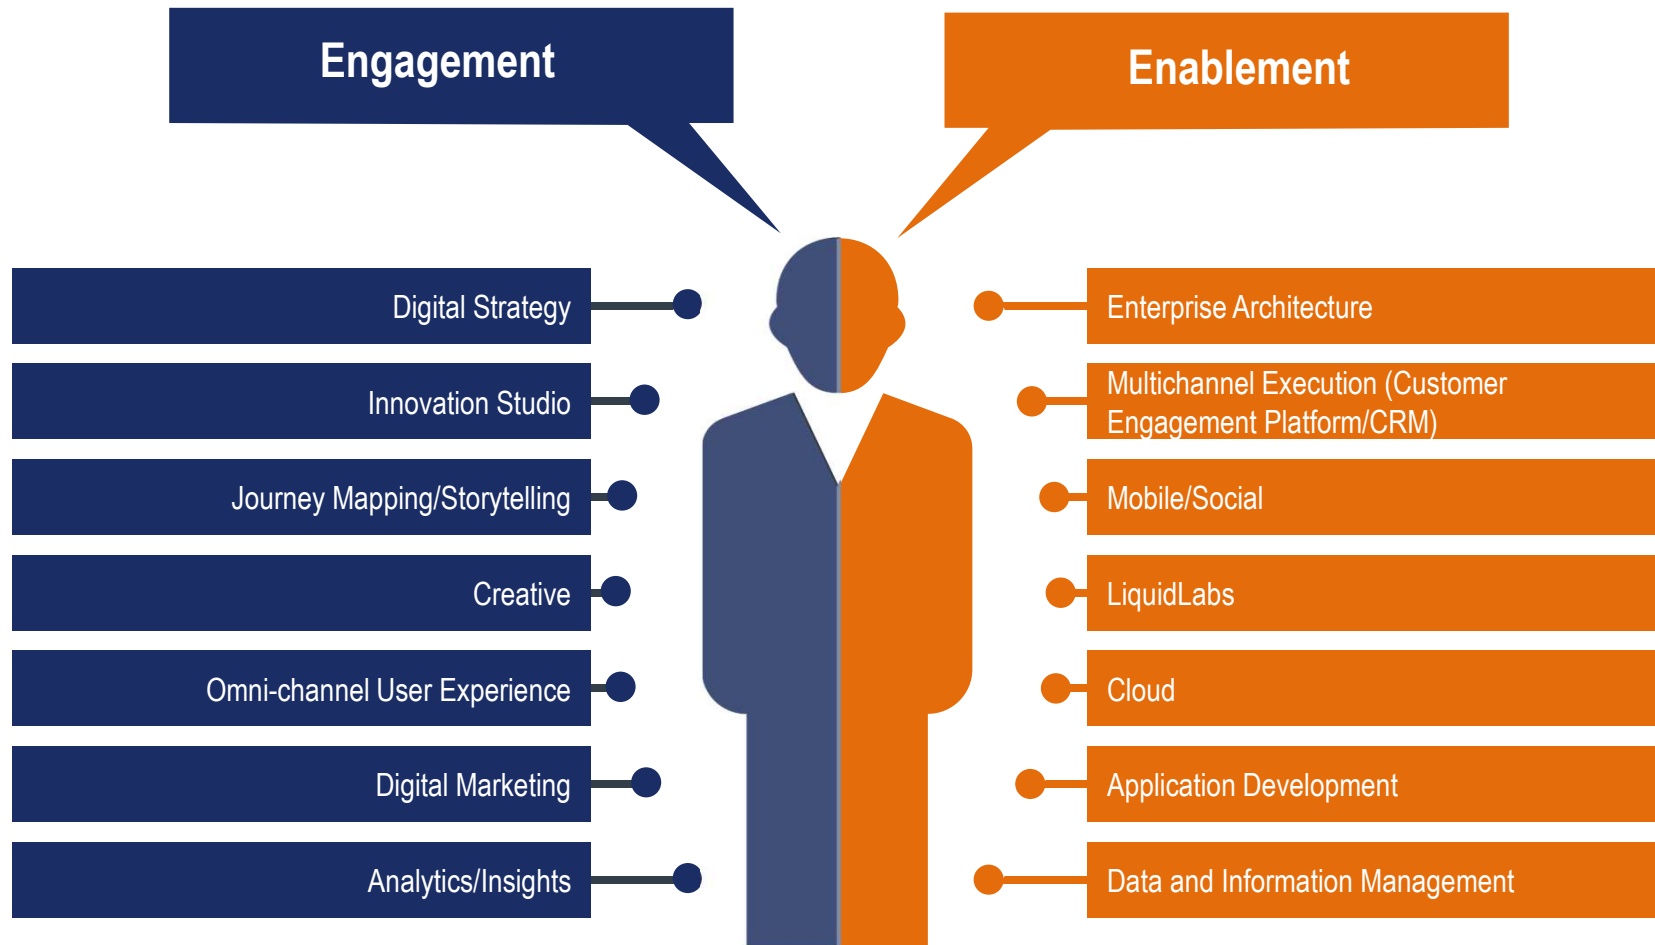 Engagement
Enablement
Digital Strategy
Innovation Studio
Journey Mapping/Storytelling
Creative
Omni-channel User Experience
Digital Marketing
Analytics/Insights
Enterprise Architecture
Multichannel Execution (Customer
Engagement Platform/CRM)
Mobile/Social
LiquidLabs
Cloud
Application Development
Data and Information Management